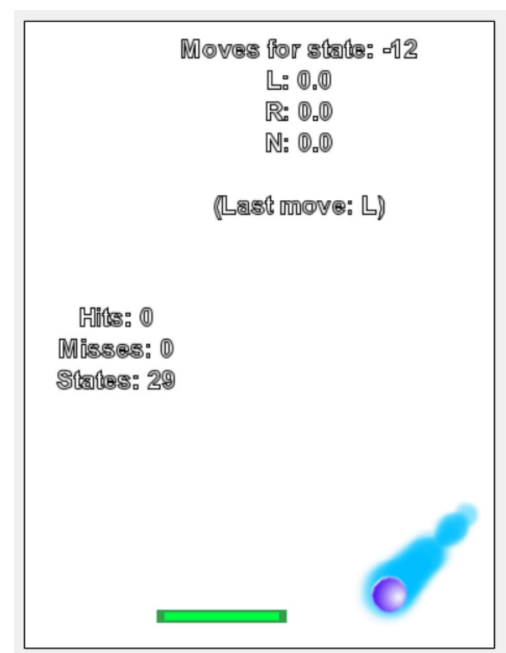 Moves for state: -12
L: 0.0
R: 0.0
N: 0.0
(Last move: L)
Hits: 0
Misses: 0
States: 29